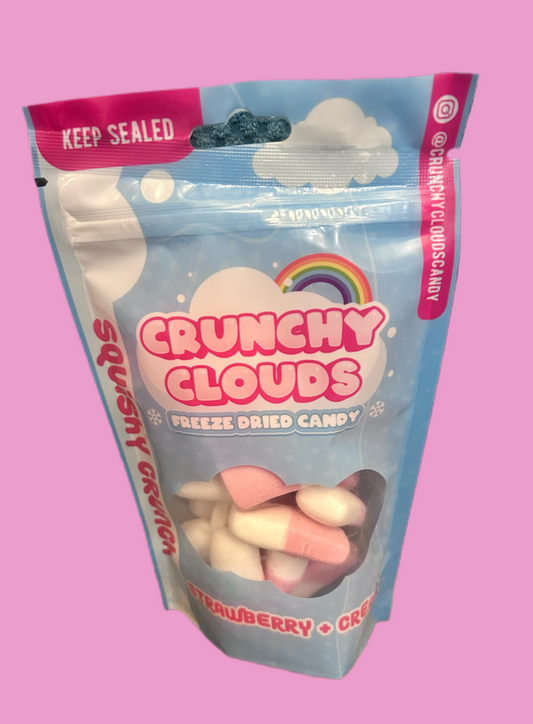 KEEP SEALED
@CRUNCHYCLOUDSCANDY
CRUNCHY
CLOUDS
FREEZE DRIED CANDY
SQUISHY CRUNCH
STRAWBERRY + CRE